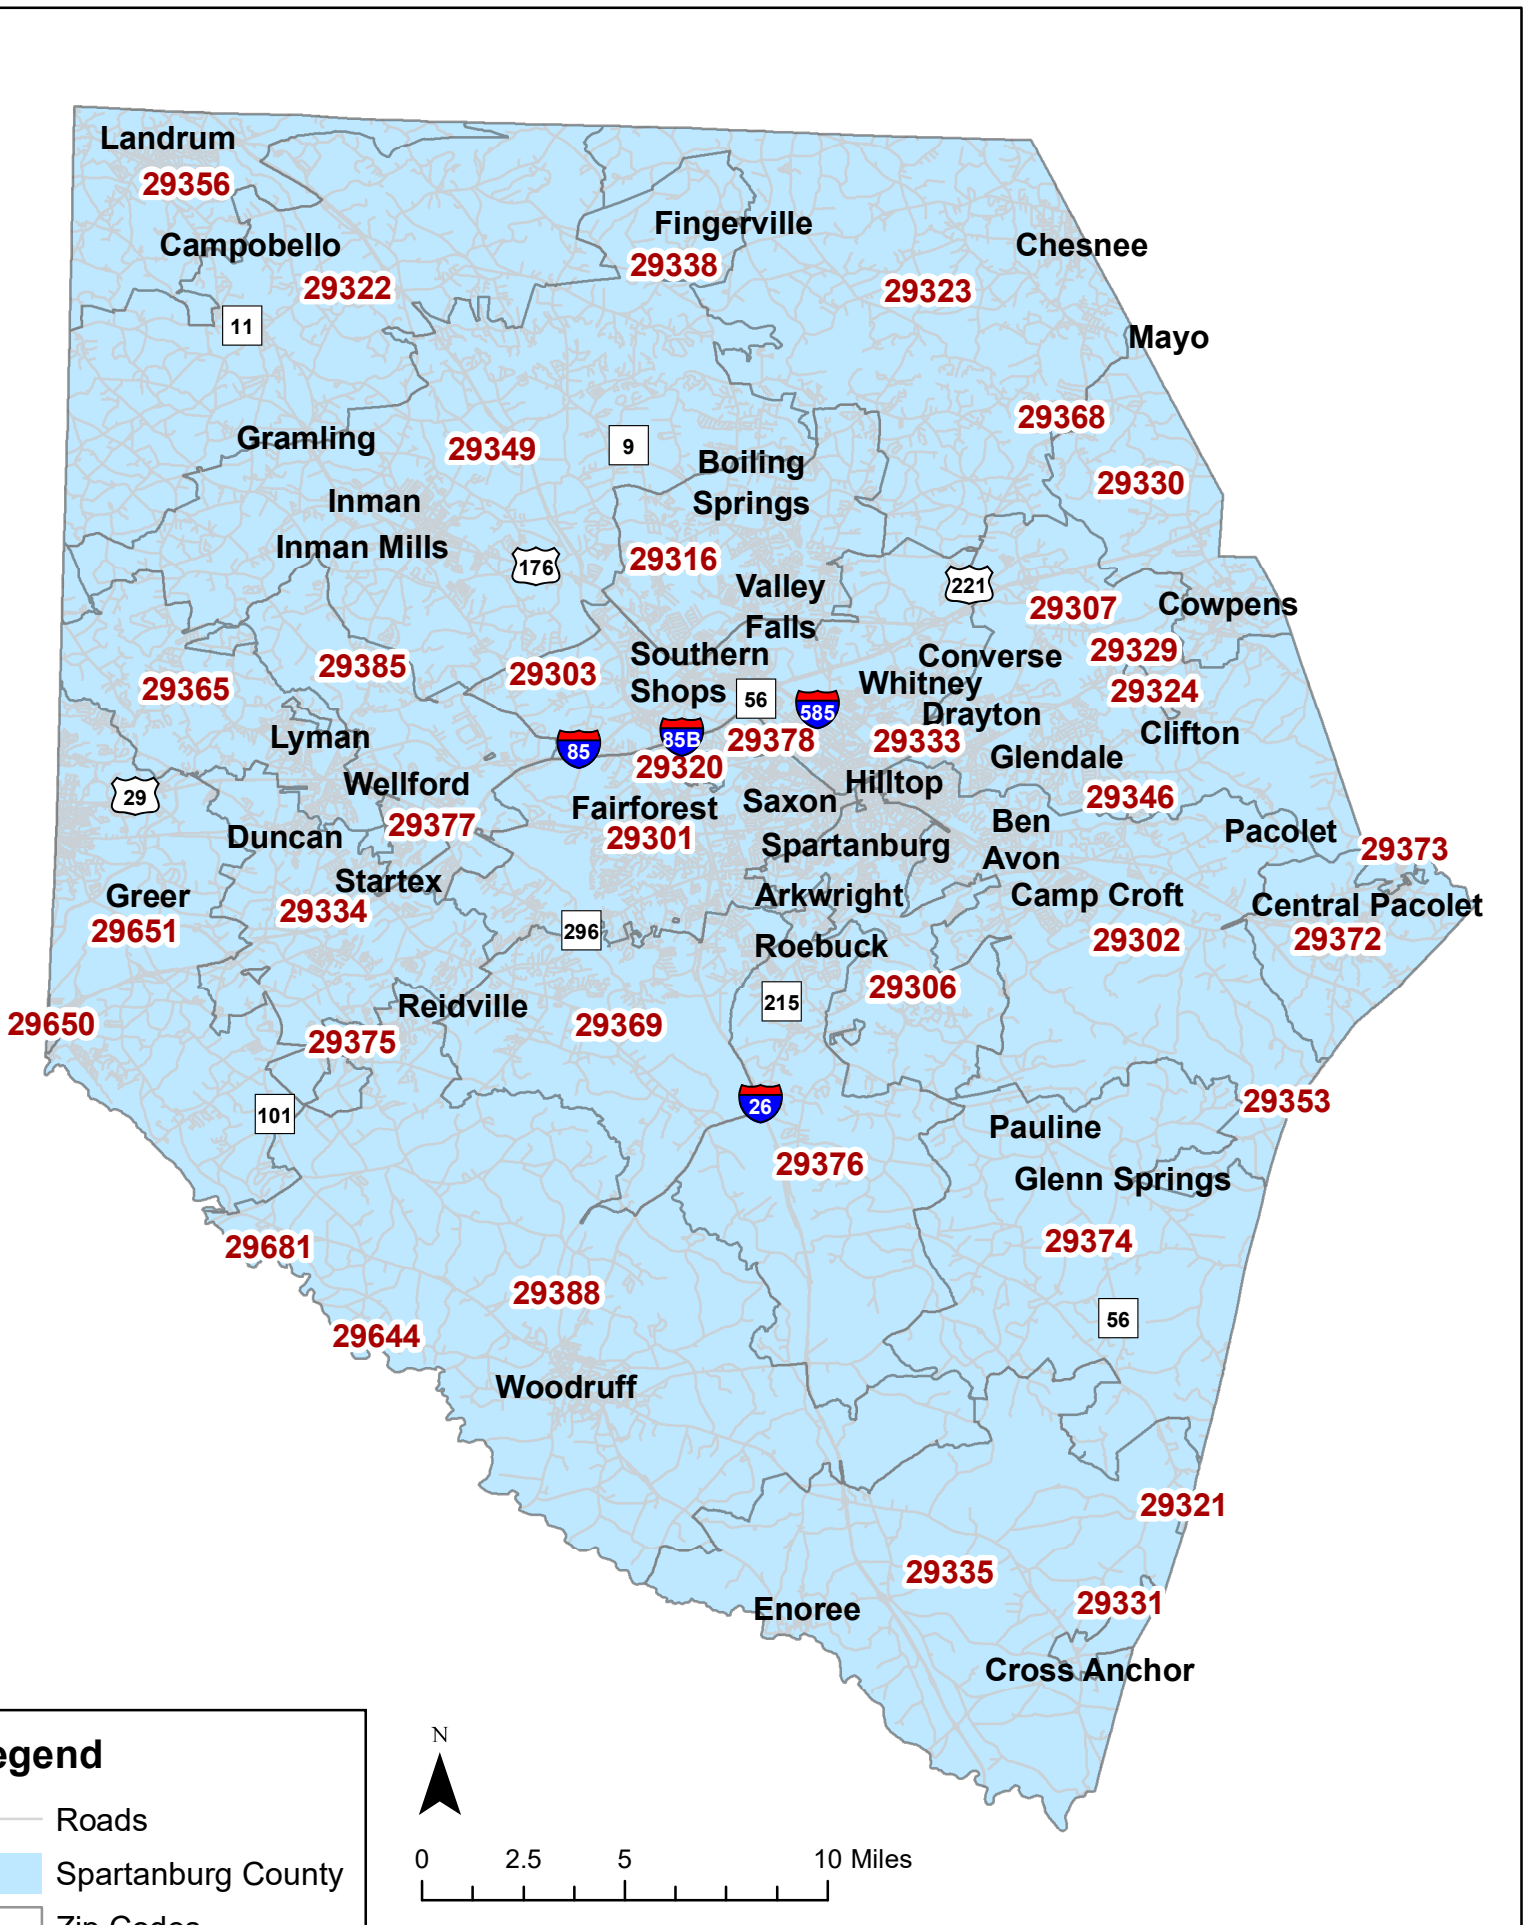 Landrum
29356
Fingerville
Campobello
Chesnee
29338
29322
29323
11
Mayo
29368
Gramling
29349
9
Boiling
Springs
29330
Inman
Inman Mills
176
29316
Valley
Falls
221
29307
Cowpens
Southern
Shops
Converse
29329
29385
29303
29365
Whitney
29324
56
585
Drayton
Clifton
Lyman
85
85B
29378
29333
Glendale
29320
Wellford
Hilltop
29
29346
Fairforest
Saxon
29377
29301
Duncan
Ben
Avon
Pacolet
Spartanburg
29373
Startex
Greer
Arkwright
Camp Croft
Central Pacolet
29334
29651
296
29302
29372
Roebuck
29306
Reidville
215
29650
29375
29369
101
26
29353
Pauline
29376
Glenn Springs
29681
29374
29388
56
29644
Woodruff
29321
29335
29331
Enoree
Cross Anchor
egend
Roads
Spartanburg County
Zip Codes
N
0 2.5 5 10 Miles